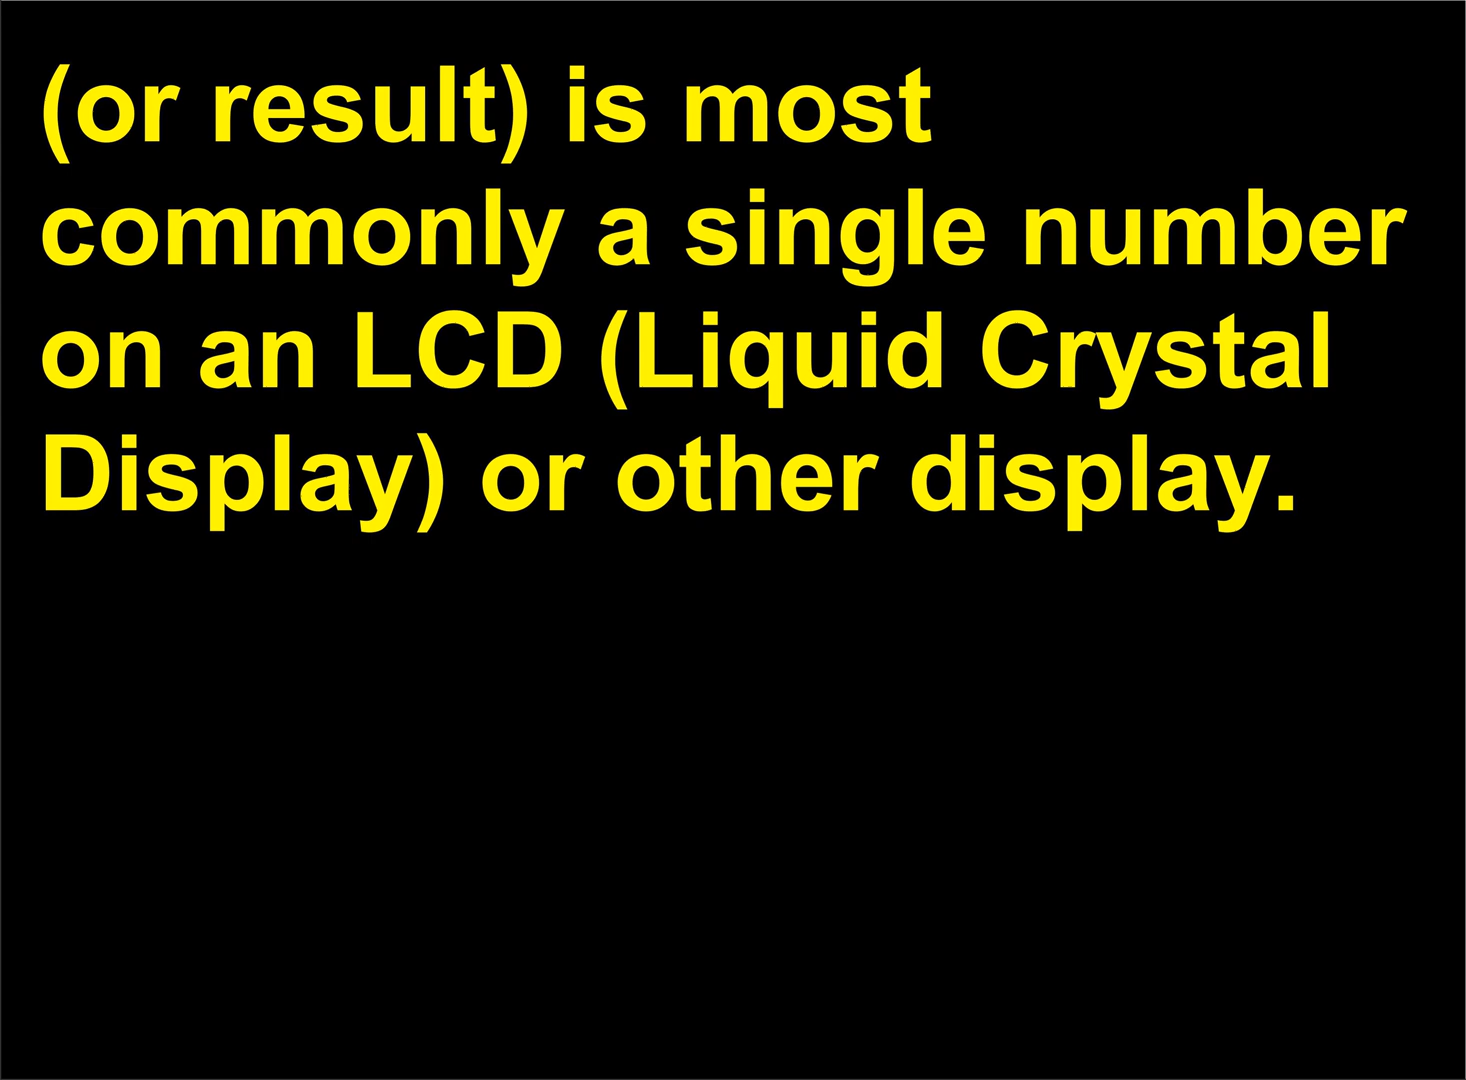 (or result) is most
commonly a single number
on an LCD (Liquid Crystal
Display) or other display.